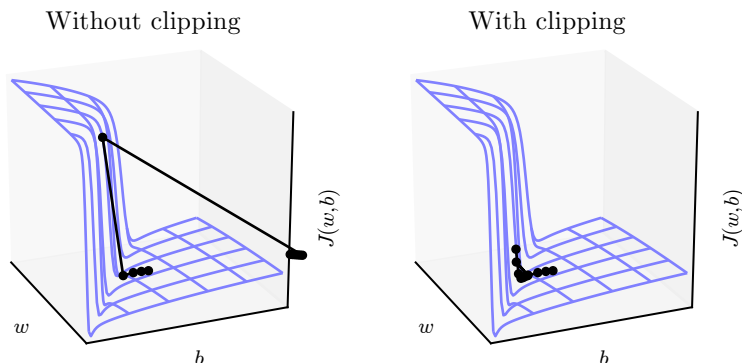 Without clipping
With clipping
J(w,b)
J(w,b)
w
w
b
b